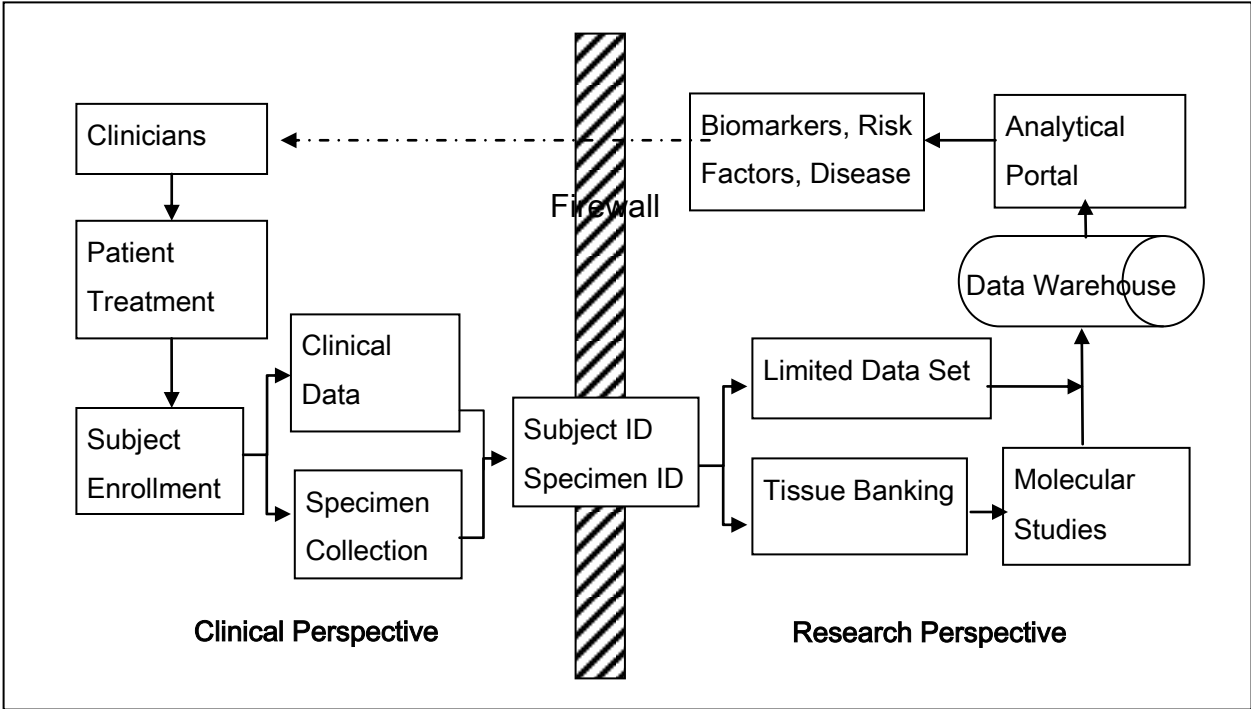 Clinicians
Patient
Treatment
Subject
Enrollment
Clinical
Data
Specimen
Collection
Subject ID
Specimen ID
Firewall
Biomarkers, Risk
Factors, Disease
Analytical
Portal
Data Warehouse
Limited Data Set
Tissue Banking
Molecular
Studies
Clinical Perspective
Research Perspective